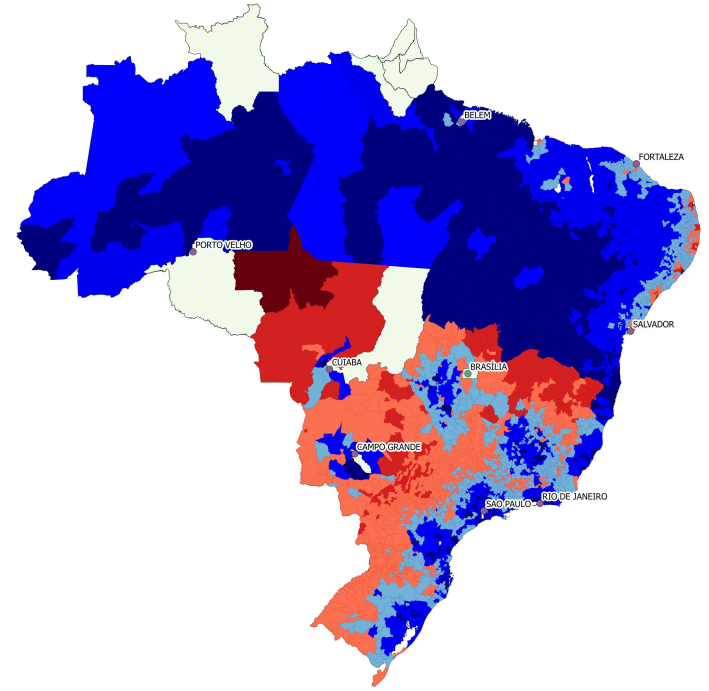 BELEM
FORTALEZA
PORTO VELHO
SALVADOR
CUIABA
BRASÍLIA
CAMPO GRANDE
RIO DE JANEIRO
SAO PAULO